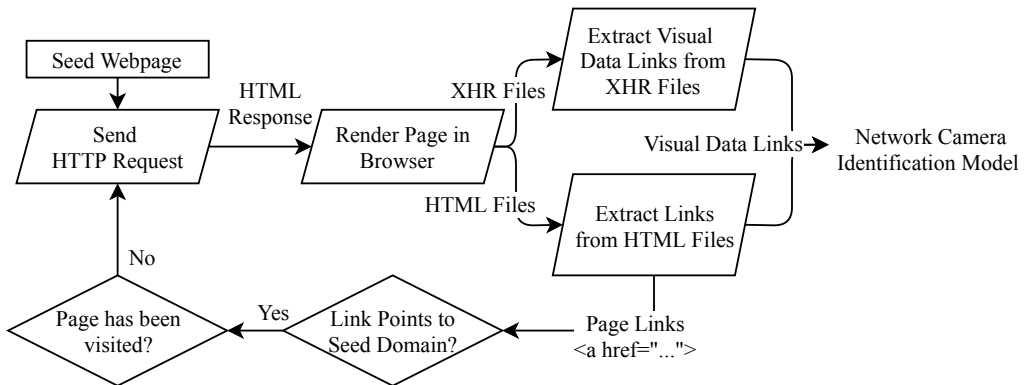 Seed Webpage
Send
HTTP Request
HTML
Response
Render Page in
Browser
XHR Files
HTML Files
Extract Visual
Data Links from
XHR Files
Extract Links
from HTML Files
Visual Data Links
Network Camera
Identification Model
Page Links
<a href="...">
Link Points to
Seed Domain?
Yes
Page has been
visited?
No